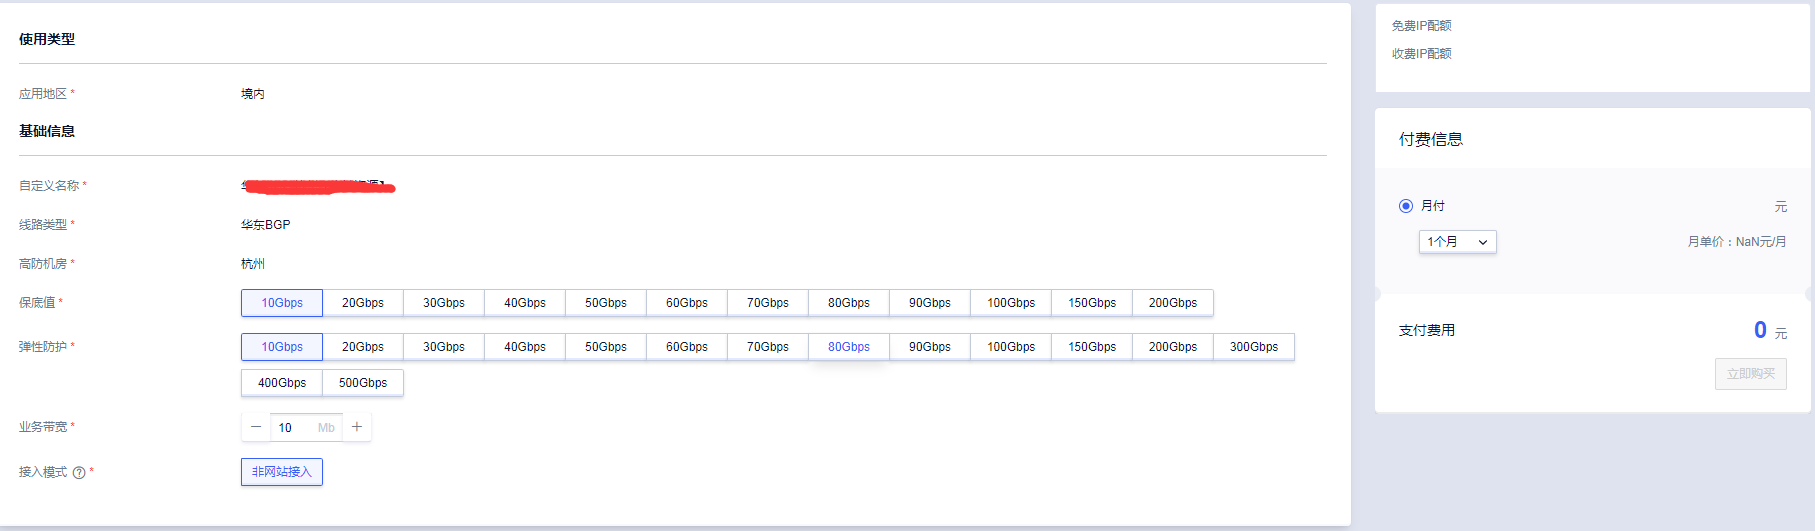 使用类型
应用地区 * 境内
基础信息
自定义名称 *
线路类型 * 华东BGP
高防机房 * 杭州
保底值 * 10Gbps 20Gbps 30Gbps 40Gbps 50Gbps 60Gbps 70Gbps 80Gbps 90Gbps 100Gbps 150Gbps 200Gbps
弹性防护 * 10Gbps 20Gbps 30Gbps 40Gbps 50Gbps 60Gbps 70Gbps 80Gbps 90Gbps 100Gbps 150Gbps 200Gbps 300Gbps
400Gbps 500Gbps
业务带宽 * − 10 Mb +
接入模式 ? * 非网站接入
免费IP配额
收费IP配额
付费信息
月付 元
1个月 月单价：NaN元/月
支付费用 0 元
立即购买